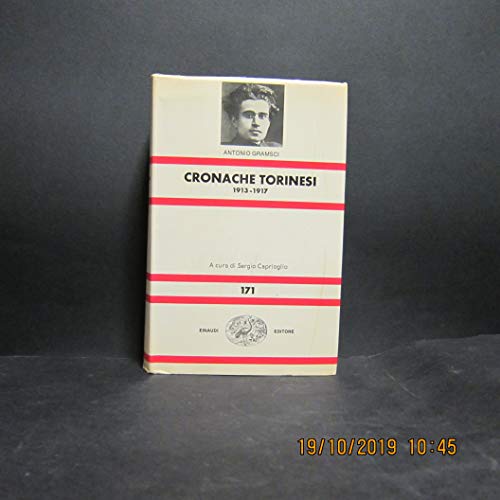 ANTONIO GRAMSCI
CRONACHE TORINESI
1913-1917
A cura di Sergio Caprioglio
171
EINAUDI EDITORE
19/10/2019 10:45